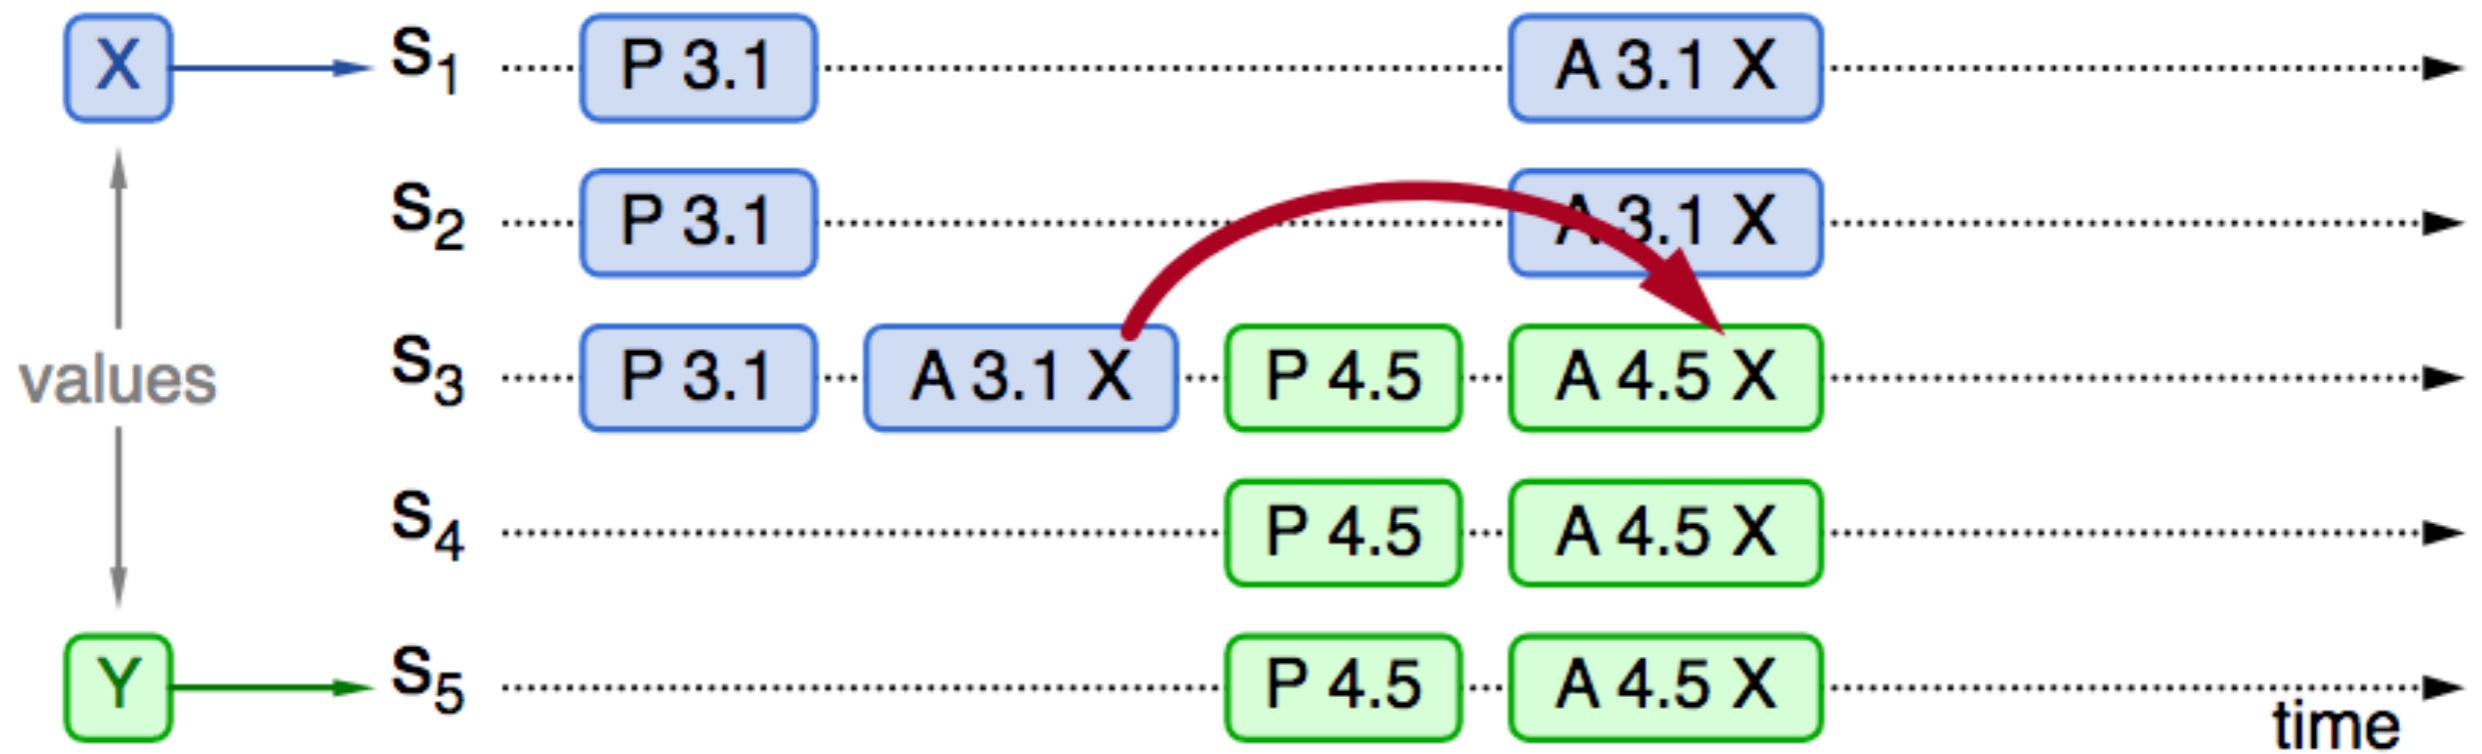 X S1 P 3.1 A 3.1 X
S2 P 3.1 A 3.1 X
values S3 P 3.1 A 3.1 X P 4.5 A 4.5 X
S4 P 4.5 A 4.5 X
Y S5 P 4.5 A 4.5 X
time